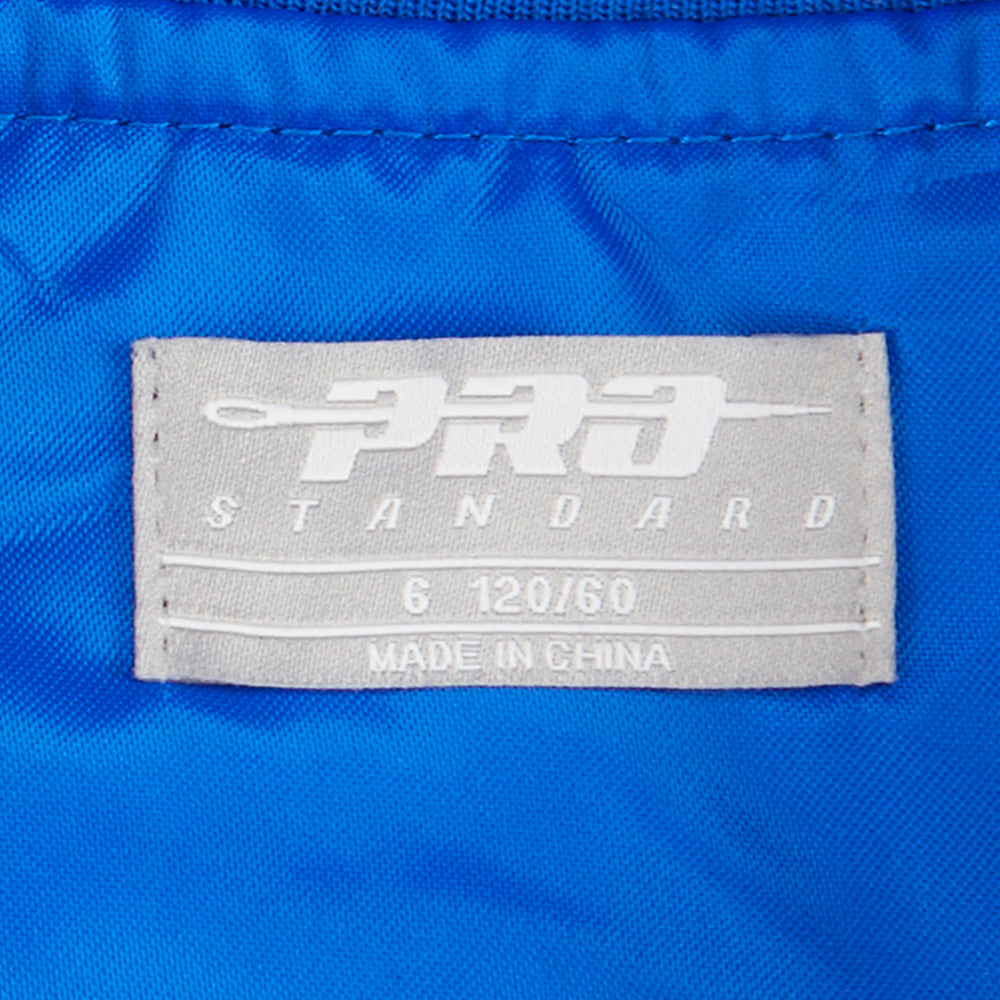 PRO
STANDARD
6 120/60
MADE IN CHINA